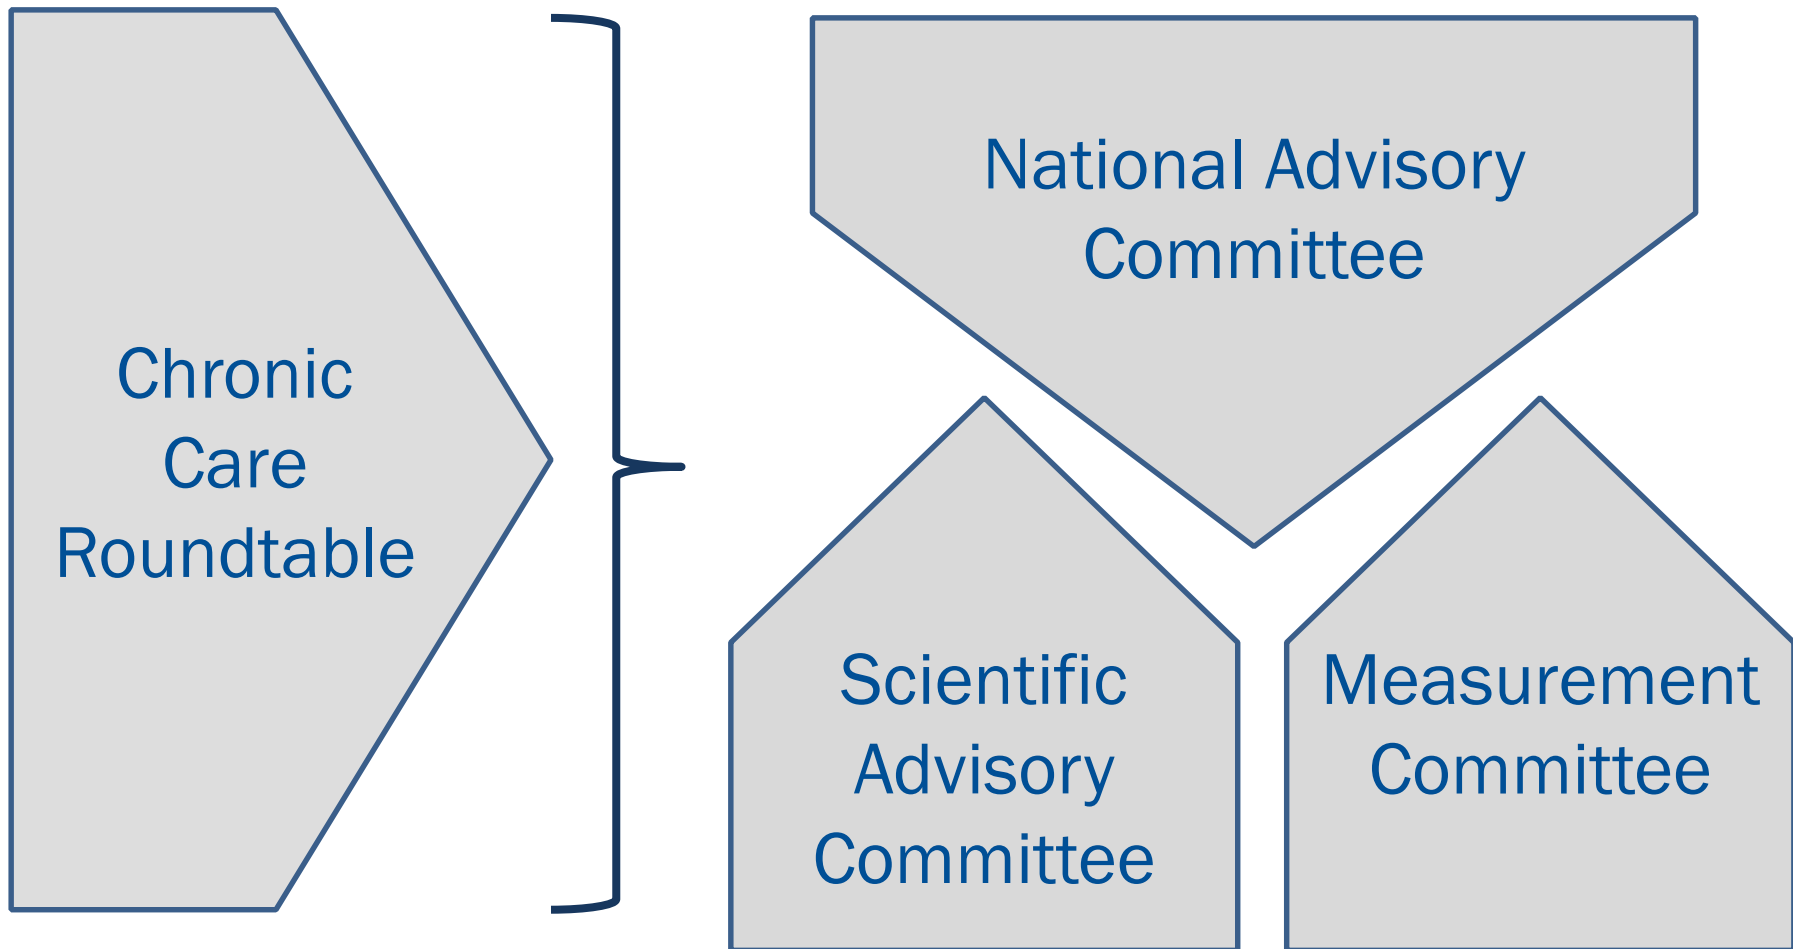 Chronic
Care
Roundtable
National Advisory
Committee
Scientific
Advisory
Committee
Measurement
Committee